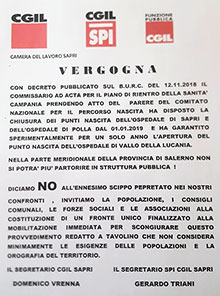 CGIL
CGIL
SPI
FUNZIONE
PUBBLICA
CGIL
CAMERA DEL LAVORO SAPRI
VERGOGNA
CON DECRETO PUBBLICATO SUL B.U.R.C. DEL 12.11.2018 IL
COMMISSARIO AD ACTA PER IL PIANO DI RIENTRO DELLA SANITA'
CAMPANIA PRENDENDO ATTO DEL PARERE DEL COMITATO
NAZIONALE PER IL PERCORSO NASCITA HA DISPOSTO LA
CHIUSURA DEI PUNTI NASCITA DELL'OSPEDALE DI SAPRI E
DELL'OSPEDALE DI POLLA DAL 01.01.2019 E HA GARANTITO
SPERIMENTALMENTE PER UN SOLO ANNO L'APERTURA DEL
PUNTO NASCITA DELL'OSPEDALE DI VALLO DELLA LUCANIA.
NELLA PARTE MERIDIONALE DELLA PROVINCIA DI SALERNO NON
SI POTRA' PIU' PARTORIRE IN STRUTTURA PUBBLICA !
DICIAMO NO ALL'ENNESIMO SCIPPO PEPRETATO NEI NOSTRI
CONFRONTI , INVITIAMO LA POPOLAZIONE, I CONSIGLI
COMUNALI, LE FORZE SOCIALI E LE ASSOCIAZIONI ALLA
COSTITUZIONE DI UN FRONTE UNICO FINALIZZATO ALLA
MOBILITAZIONE IMMEDIATA PER SCONGIURARE QUESTO
PROVVEDIMENTO REDATTO A TAVOLINO CHE NON CONSIDERA
MINIMAMENTE LE ESIGENZE DELLE POPOLAZIONI E LA
OROGRAFIA DEL TERRITORIO.
IL SEGRETARIO CGIL SAPRI IL SEGRETARIO SPI CGIL SAPRI
DOMENICO VRENNA GERARDO TRIANI